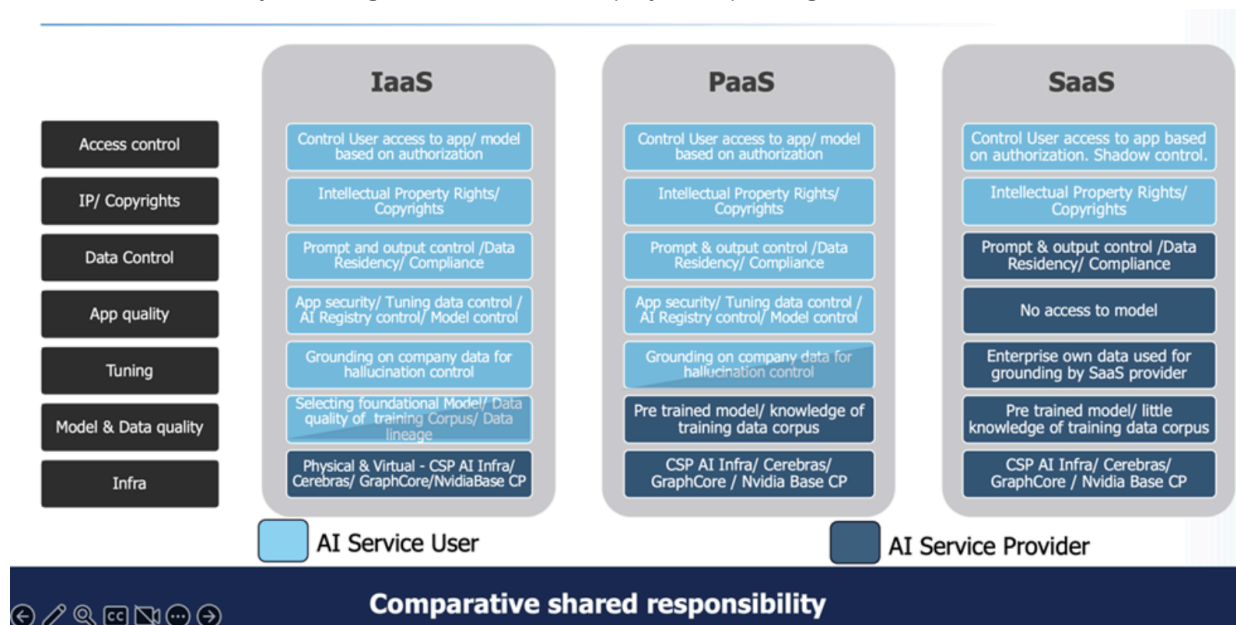 IaaS
PaaS
SaaS
Access control
Control User access to app/ model
based on authorization
Control User access to app/ model
based on authorization
Control User access to app based
on authorization. Shadow control.
IP/ Copyrights
Intellectual Property Rights/
Copyrights
Intellectual Property Rights/
Copyrights
Intellectual Property Rights/
Copyrights
Data Control
Prompt and output control /Data
Residency/ Compliance
Prompt & output control /Data
Residency/ Compliance
Prompt & output control /Data
Residency/ Compliance
App quality
App security/ Tuning data control /
AI Registry control/ Model control
App security/ Tuning data control /
AI Registry control/ Model control
No access to model
Tuning
Grounding on company data for
hallucination control
Grounding on company data for
hallucination control
Enterprise own data used for
grounding by SaaS provider
Model & Data quality
Selecting foundational Model/ Data
quality of training Corpus/ Data
lineage
Pre trained model/ knowledge of
training data corpus
Pre trained model/ little
knowledge of training data corpus
Infra
Physical & Virtual - CSP AI Infra/
Cerebras/ GraphCore/NvidiaBase CP
CSP AI Infra/ Cerebras/
GraphCore / Nvidia Base CP
CSP AI Infra/ Cerebras/
GraphCore / Nvidia Base CP
AI Service User
AI Service Provider
Comparative shared responsibility
CC